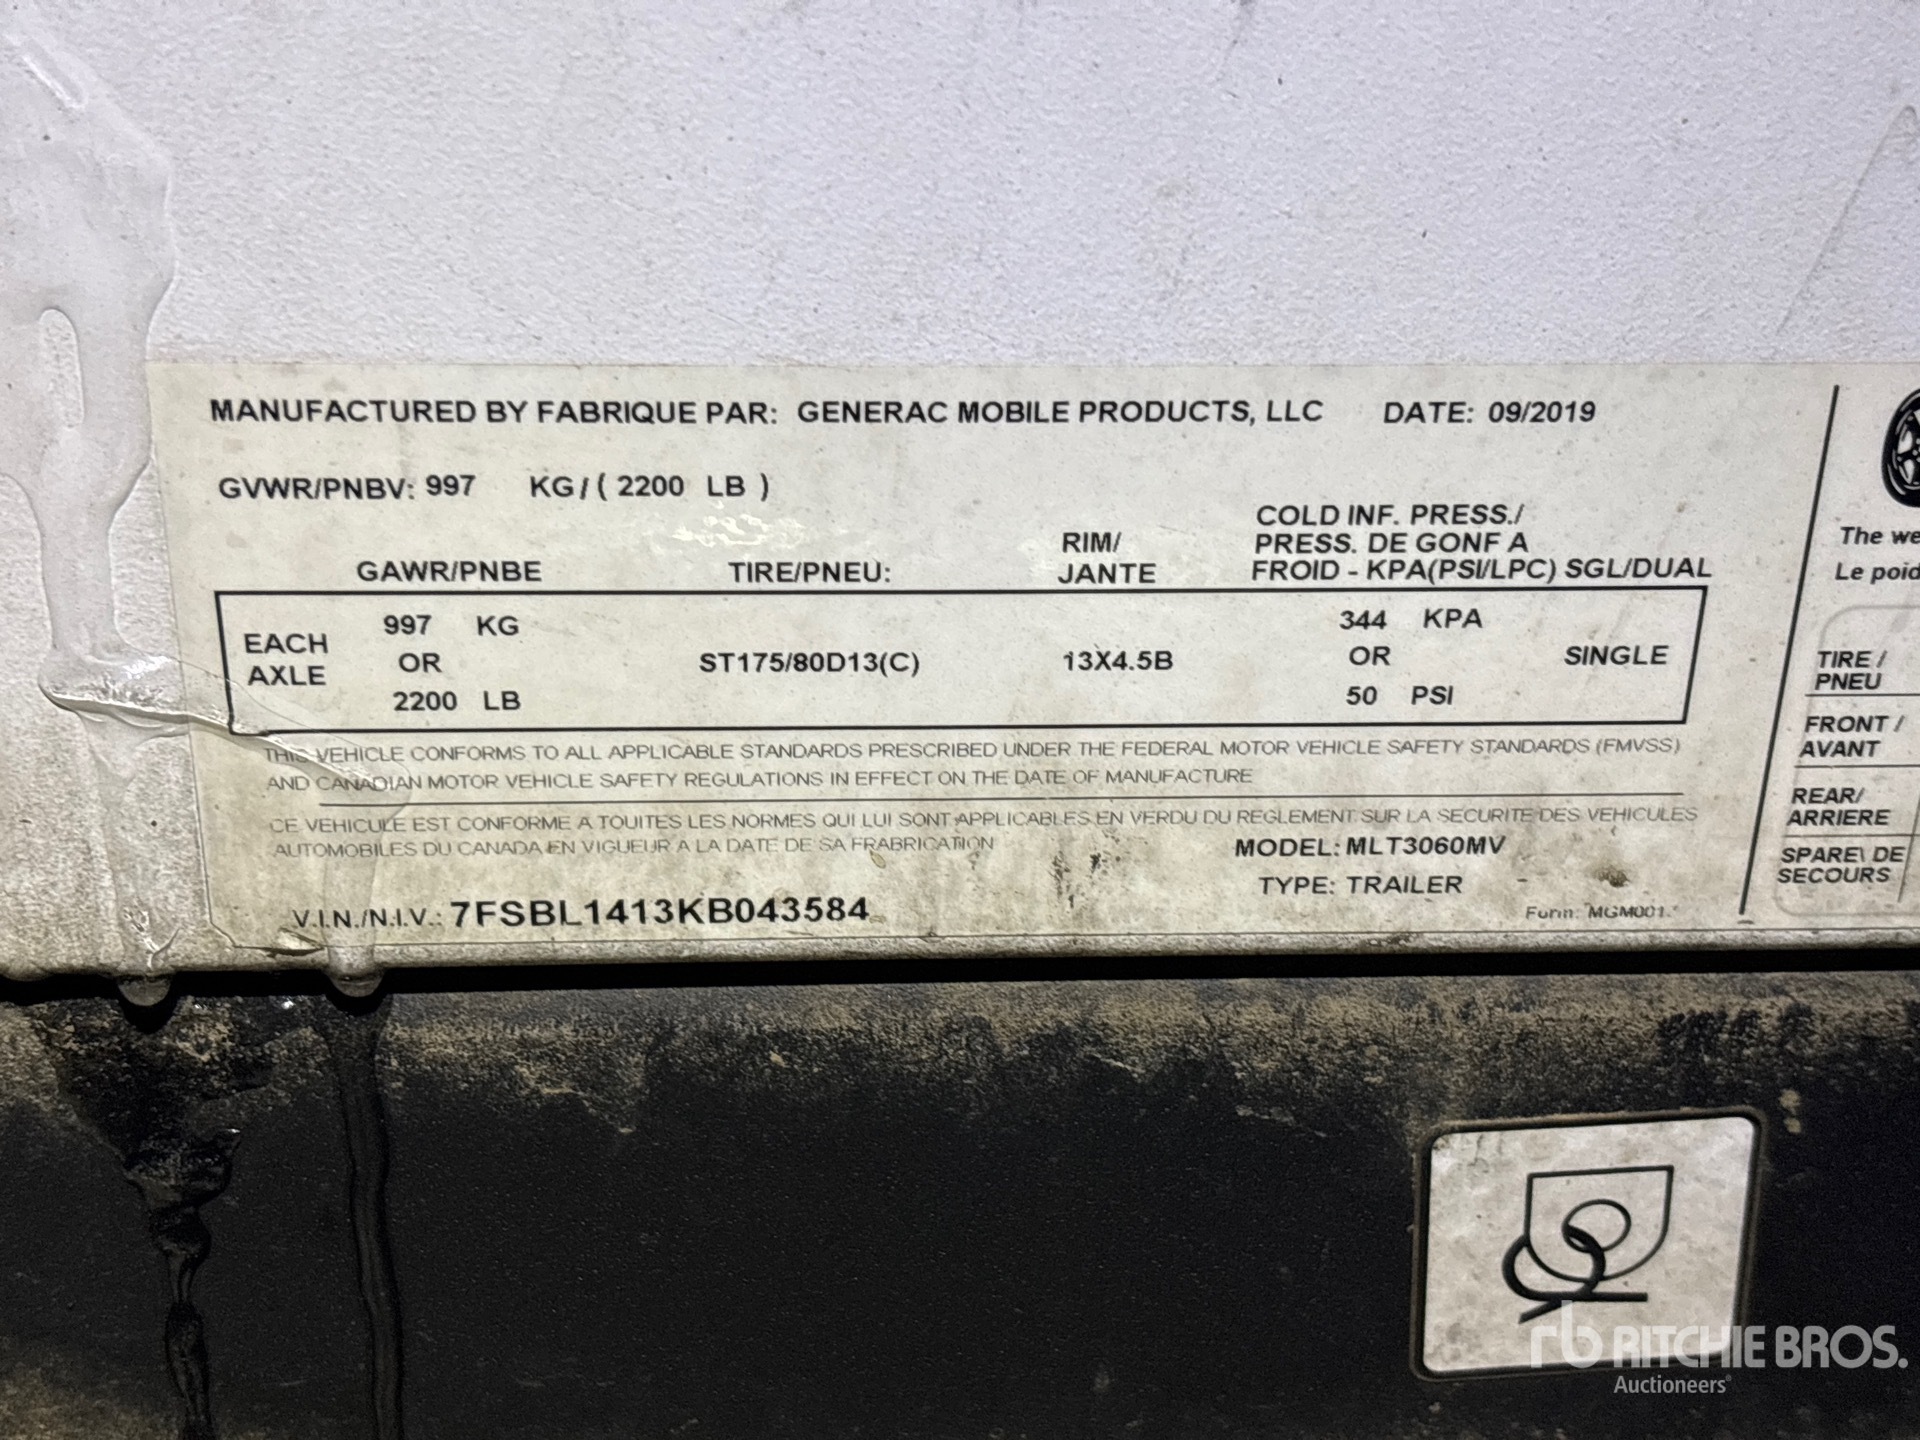 MANUFACTURED BY FABRIQUE PAR: GENERAC MOBILE PRODUCTS, LLC DATE: 09/2019
GVWR/PNBV: 997 KG / ( 2200 LB )
GAWR/PNBE TIRE/PNEU: RIM/ JANTE COLD INF. PRESS./
PRESS. DE GONF A
FROID - KPA(PSI/LPC) SGL/DUAL
EACH AXLE 997 KG OR 2200 LB ST175/80D13(C) 13X4.5B 344 KPA OR 50 PSI SINGLE
THIS VEHICLE CONFORMS TO ALL APPLICABLE STANDARDS PRESCRIBED UNDER THE FEDERAL MOTOR VEHICLE SAFETY STANDARDS (FMVSS)
AND CANADIAN MOTOR VEHICLE SAFETY REGULATIONS IN EFFECT ON THE DATE OF MANUFACTURE
CE VEHICULE EST CONFORME A TOUITES LES NORMES QUI LUI SONT APPLICABLES EN VERDU DU REGLEMENT SUR LA SECURITE DES VEHICULES
AUTOMOBILES DU CANADA EN VIGUEUR A LA DATE DE SA FRABRICATION
MODEL: MLT3060MV
TYPE: TRAILER
V.I.N./N.I.V.: 7FSBL1413KB043584
Form: MGM001
The we
Le poid
TIRE /
PNEU
FRONT /
AVANT
REAR/
ARRIERE
SPARE\ DE
SECOURS
rb RITCHIE BROS.
Auctioneers®